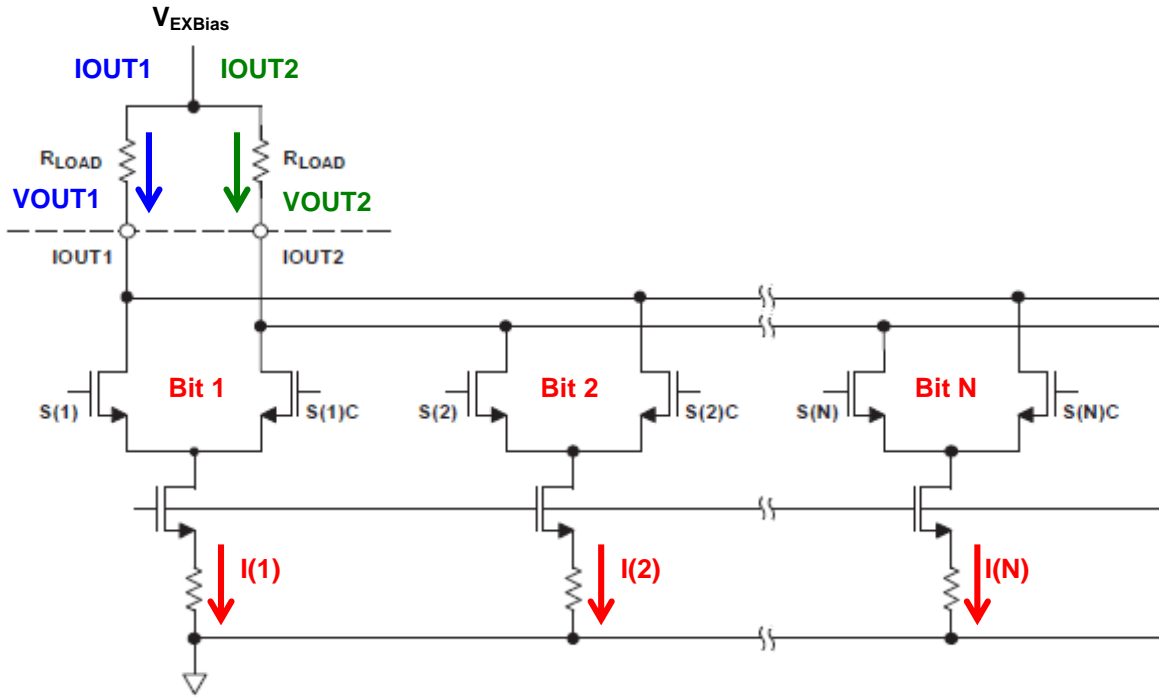 VEXBias
IOUT1 IOUT2
RLOAD RLOAD
VOUT1 VOUT2
IOUT1 IOUT2
Bit 1 Bit 2 Bit N
S(1) S(1)C S(2) S(2)C S(N) S(N)C
I(1) I(2) I(N)